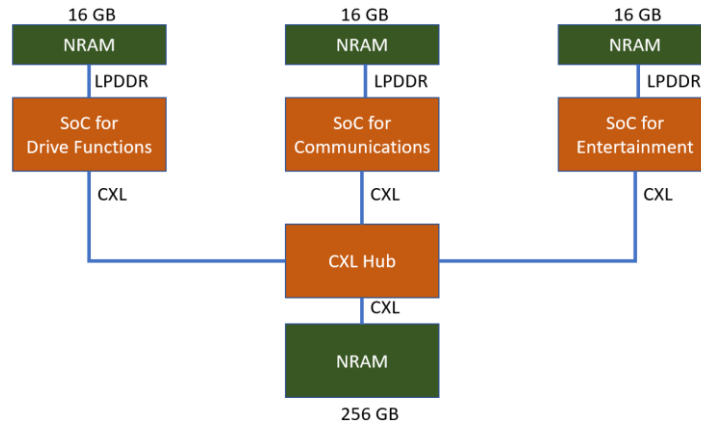 16 GB
16 GB
16 GB
NRAM
NRAM
NRAM
LPDDR
LPDDR
LPDDR
SoC for
Drive Functions
SoC for
Communications
SoC for
Entertainment
CXL
CXL
CXL
CXL Hub
CXL
NRAM
256 GB